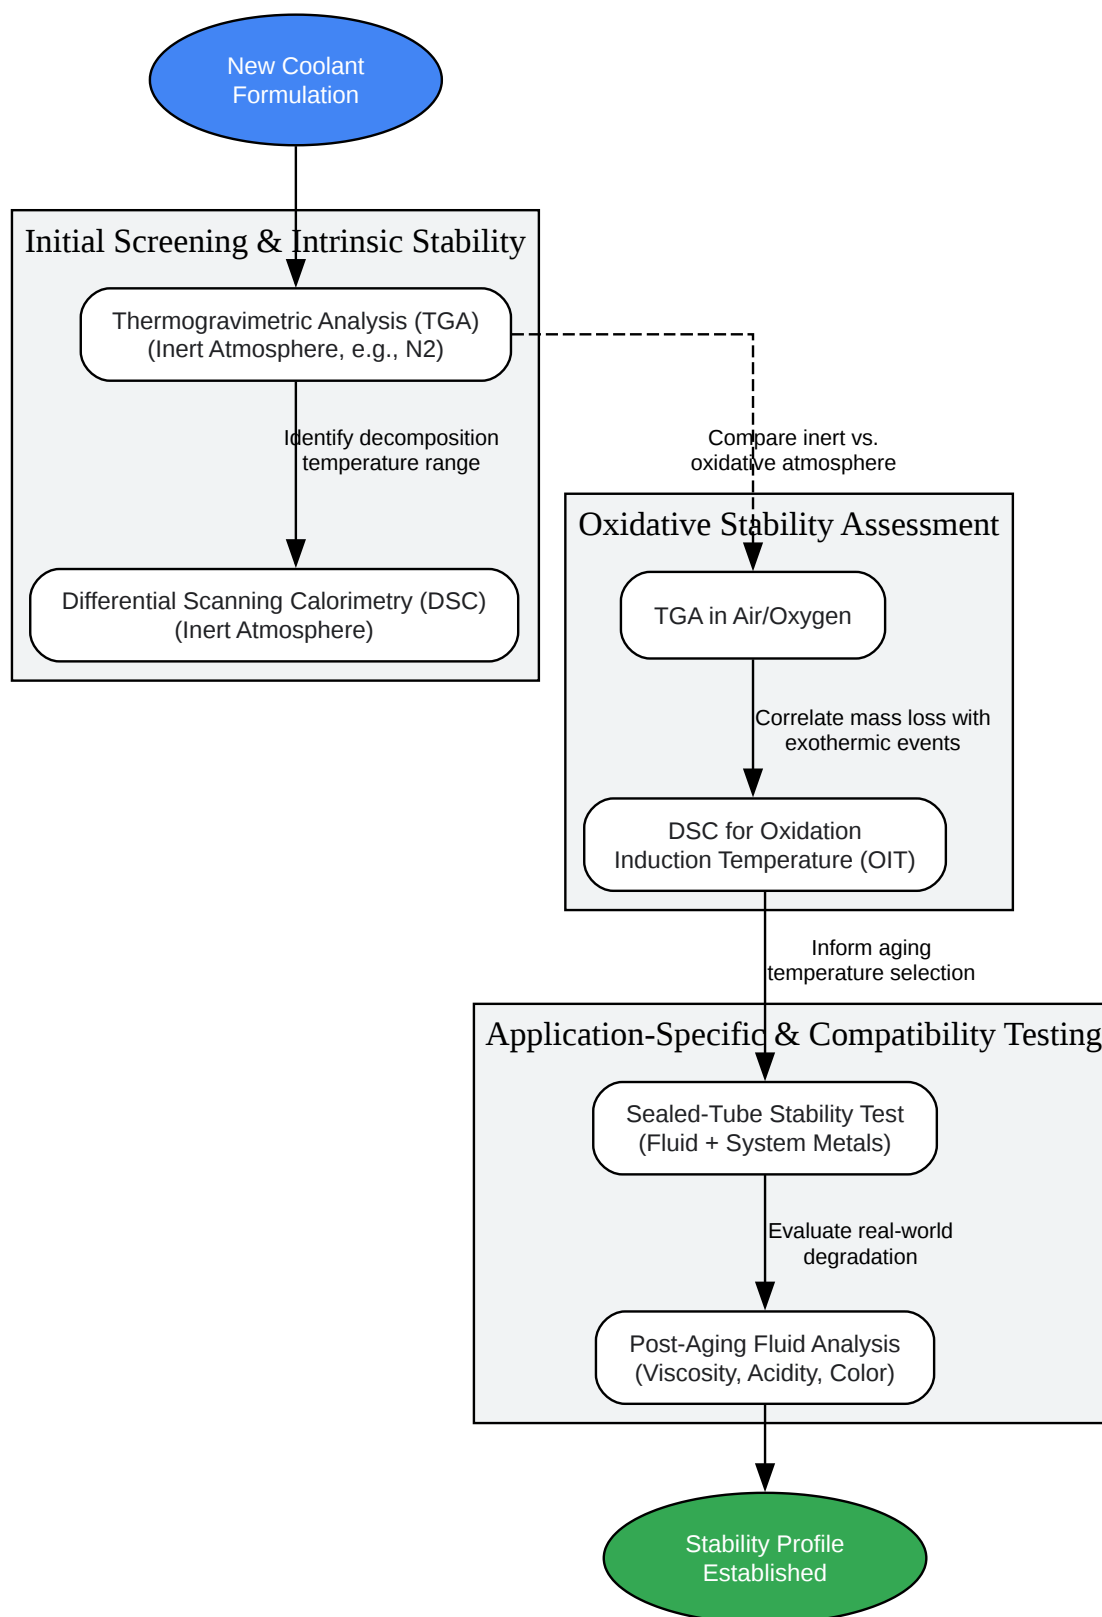 New Coolant
Formulation
Initial Screening & Intrinsic Stability
Thermogravimetric Analysis (TGA)
(Inert Atmosphere, e.g., N2)
Identify decomposition
temperature range
Differential Scanning Calorimetry (DSC)
(Inert Atmosphere)
Compare inert vs.
oxidative atmosphere
Oxidative Stability Assessment
TGA in Air/Oxygen
Correlate mass loss with
exothermic events
DSC for Oxidation
Induction Temperature (OIT)
Inform aging
temperature selection
Application-Specific & Compatibility Testing
Sealed-Tube Stability Test
(Fluid + System Metals)
Evaluate real-world
degradation
Post-Aging Fluid Analysis
(Viscosity, Acidity, Color)
Stability Profile
Established